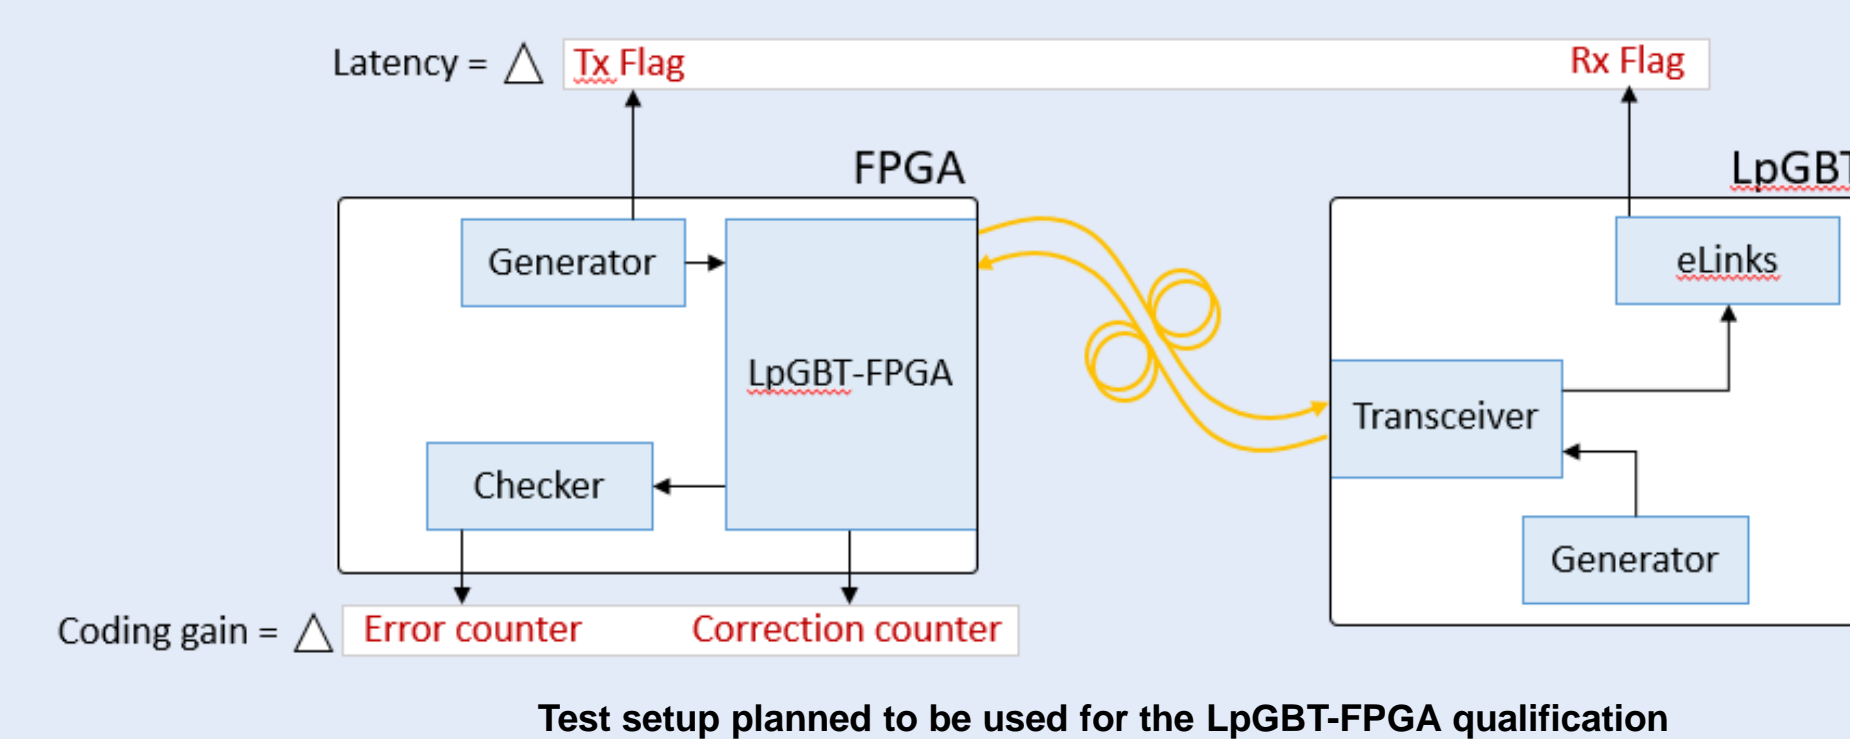 Latency = △ Tx Flag Rx Flag
FPGA
LpGBT
Generator
eLinks
LpGBT-FPGA
Transceiver
Checker
Generator
Coding gain = △ Error counter Correction counter
Test setup planned to be used for the LpGBT-FPGA qualification